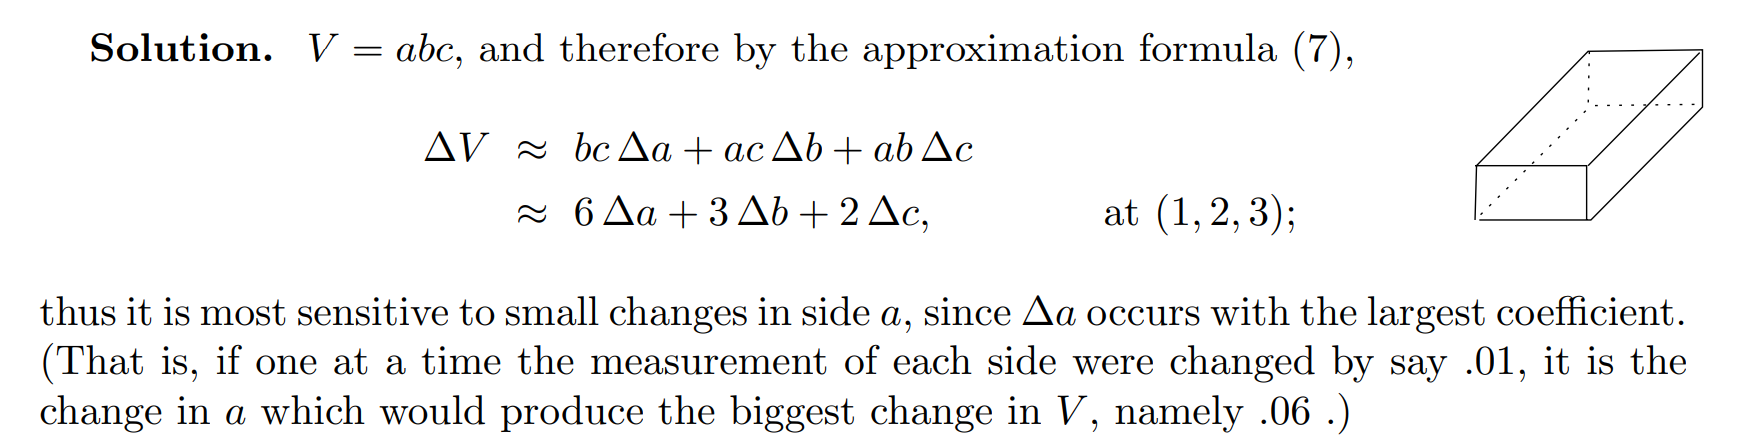 Solution. V = abc, and therefore by the approximation formula (7),
ΔV ≈ bc Δa + ac Δb + ab Δc
≈ 6 Δa + 3 Δb + 2 Δc, at (1, 2, 3);
thus it is most sensitive to small changes in side a, since Δa occurs with the largest coefficient.
(That is, if one at a time the measurement of each side were changed by say .01, it is the
change in a which would produce the biggest change in V, namely .06 .)